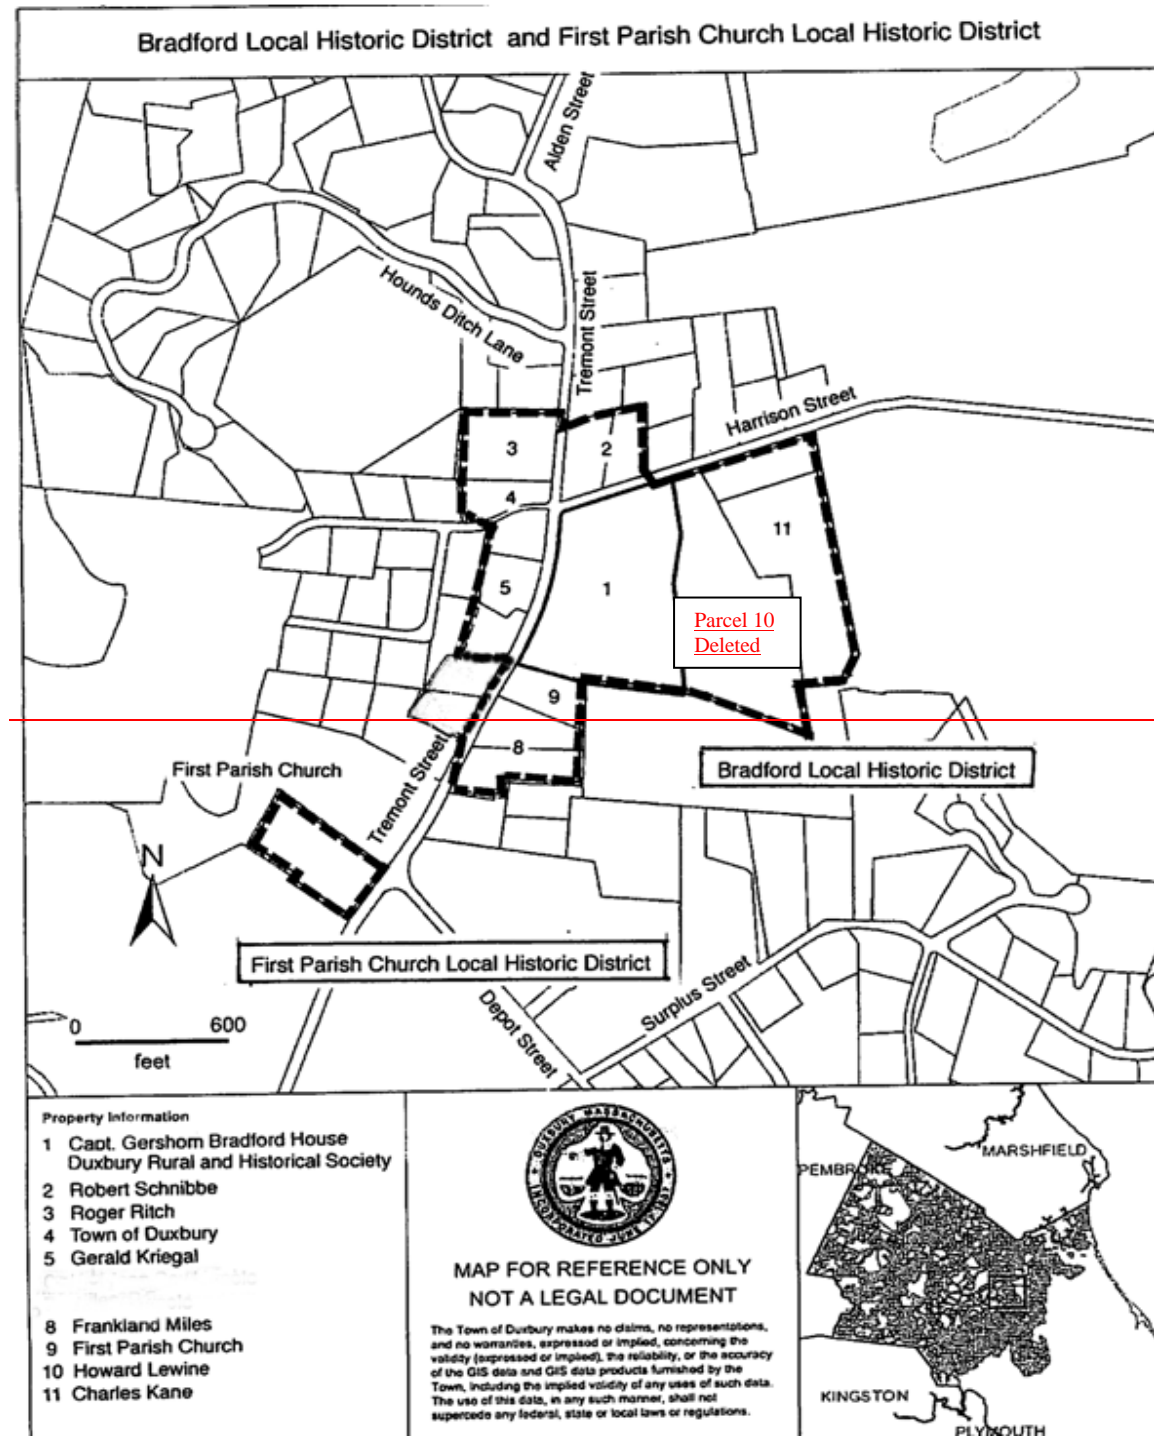 Bradford Local Historic District and First Parish Church Local Historic District
Alden Street
Tremont Street
Hounds Ditch Lane
Harrison Street
3
2
4
11
5
1
Parcel 10
Deleted
9
8
First Parish Church
Tremont Street
Bradford Local Historic District
N
First Parish Church Local Historic District
Depot Street
Surplus Street
0 600
feet
Property Information
1 Capt. Gershom Bradford House
Duxbury Rural and Historical Society
2 Robert Schnibbe
3 Roger Ritch
4 Town of Duxbury
5 Gerald Kriegal
8 Frankland Miles
9 First Parish Church
10 Howard Lewine
11 Charles Kane
DUXBURY MASSACHUSETTS
INCORPORATED JUNE 17 1637
MAP FOR REFERENCE ONLY
NOT A LEGAL DOCUMENT
The Town of Duxbury makes no claims, no representations,
and no warranties, expressed or implied, concerning the
validity (expressed or implied), the reliability, or the accuracy
of the GIS data and GIS data products furnished by the
Town, including the implied validity of any uses of such data.
The use of this data, in any such manner, shall not
supercede any federal, state or local laws or regulations.
MARSHFIELD
PEMBROKE
KINGSTON
PLYMOUTH